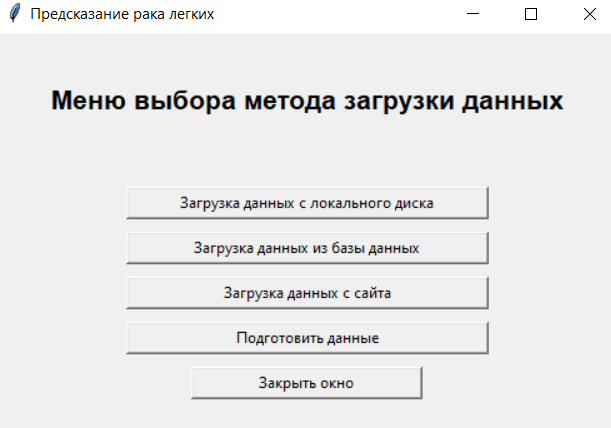 Предсказание рака легких
Меню выбора метода загрузки данных
Загрузка данных с локального диска
Загрузка данных из базы данных
Загрузка данных с сайта
Подготовить данные
Закрыть окно